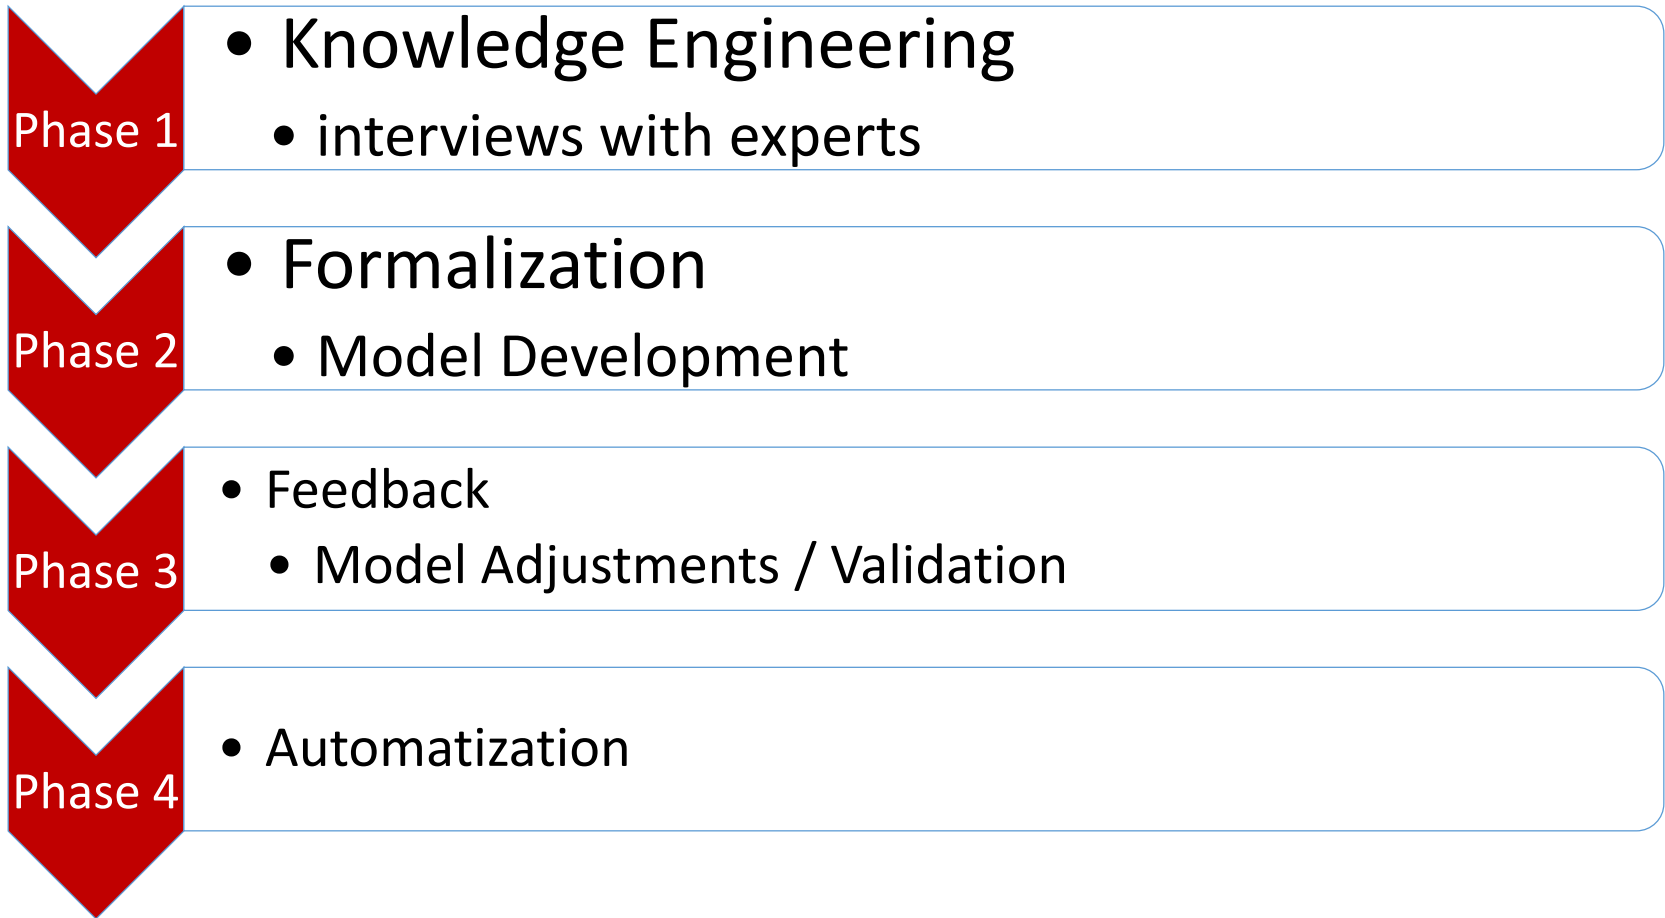 Phase 1
• Knowledge Engineering
• interviews with experts
Phase 2
• Formalization
• Model Development
Phase 3
• Feedback
• Model Adjustments / Validation
Phase 4
• Automatization